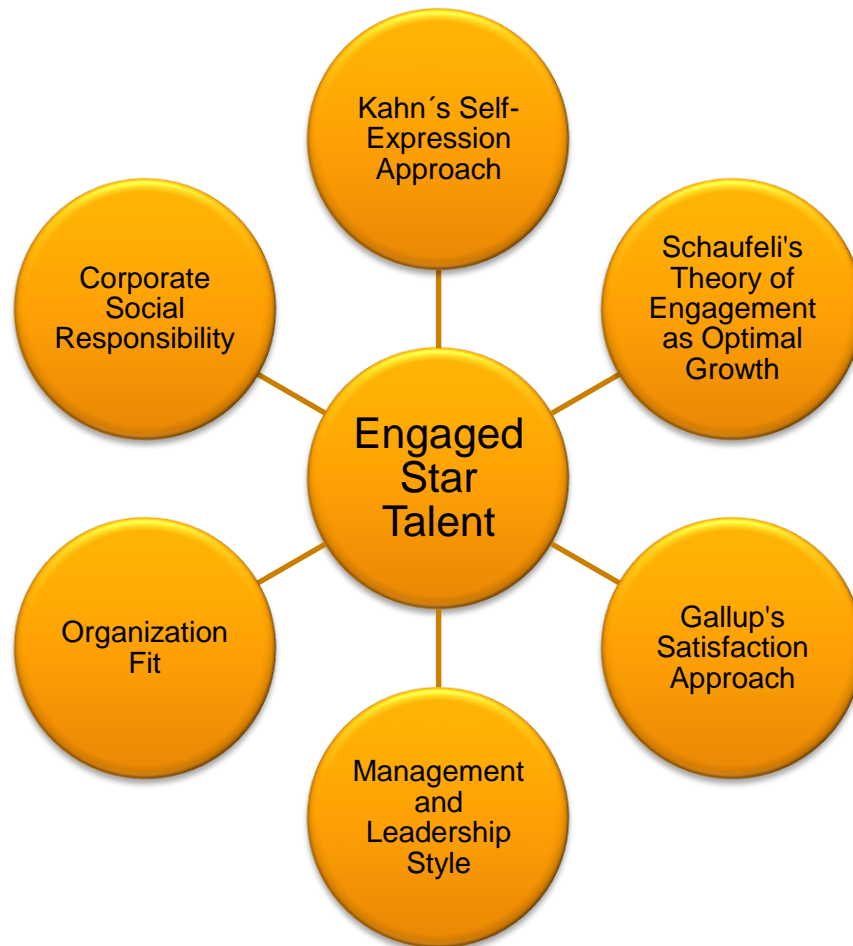 Kahn´s Self-
Expression
Approach
Schaufeli's
Theory of
Engagement
as Optimal
Growth
Corporate
Social
Responsibility
Engaged
Star
Talent
Gallup's
Satisfaction
Approach
Organization
Fit
Management
and
Leadership
Style